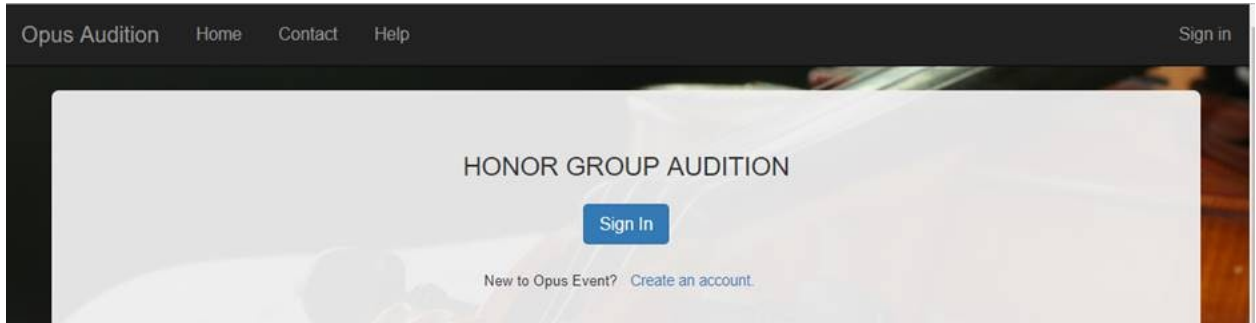 Opus Audition Home Contact Help Sign in
HONOR GROUP AUDITION
Sign In
New to Opus Event? Create an account.